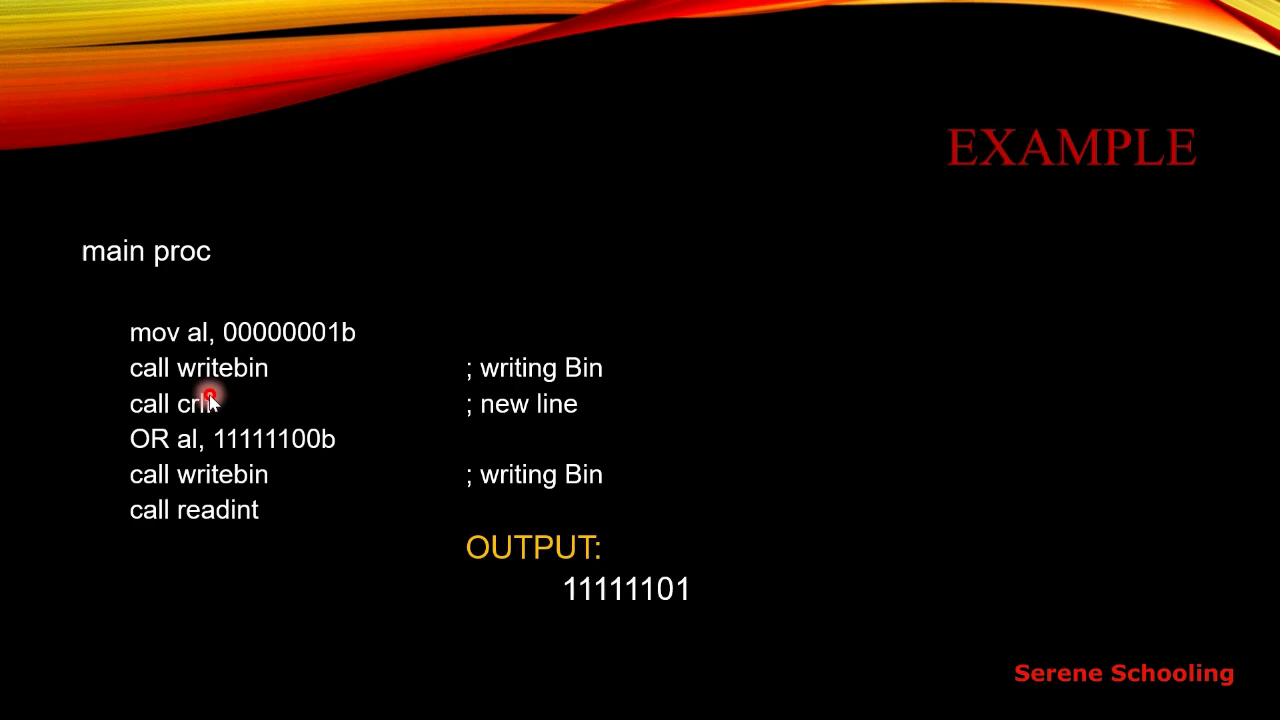 EXAMPLE
main proc
mov al, 00000001b
call writebin ; writing Bin
call ; new line
OR al, 11111100b
call writebin ; writing Bin
call readint
OUTPUT:
11111101
Serene Schooling